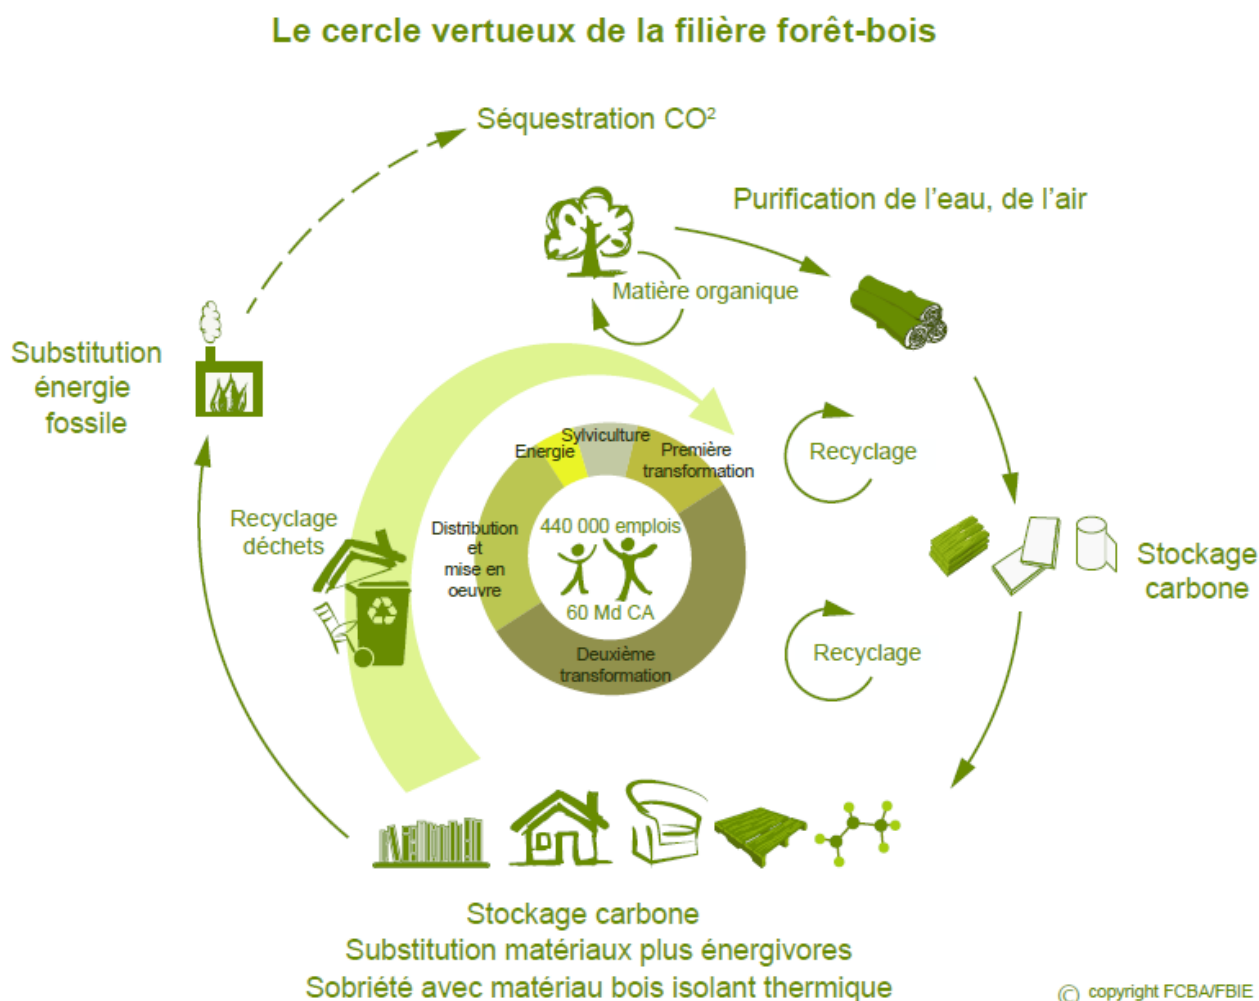 Le cercle vertueux de la filière forêt-bois
Séquestration CO²
Purification de l'eau, de l'air
Matière organique
Substitution
énergie
fossile
Recyclage
Recyclage
déchets
Sylviculture
Energie
Première
transformation
Distribution
et
mise en
oeuvre
440 000 emplois
60 Md CA
Deuxième
transformation
Stockage
carbone
Recyclage
Stockage carbone
Substitution matériaux plus énergivores
Sobriété avec matériau bois isolant thermique
© copyright FCBA/FBIE